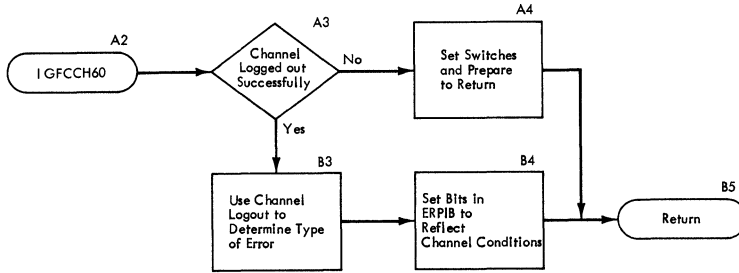 A2
IGFCCH60
A3
Channel
Logged out
Successfully
No
Yes
A4
Set Switches
and Prepare
to Return
B3
Use Channel
Logout to
Determine Type
of Error
B4
Set Bits in
ERPIB to
Reflect
Channel Conditions
B5
Return